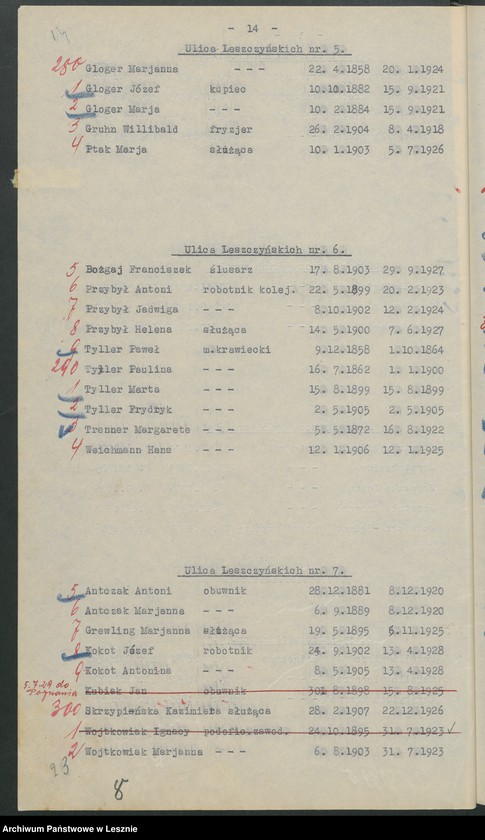 - 14 -
Ulica Leszczyńskich nr. 5.
280 Gloger Marjanna - - - 22. 4.1858 20. 1.1924
1 Gloger Józef kupiec 10.10.1882 15. 9.1921
2 Gloger Marja - - - 10. 2.1884 15. 9.1921
3 Gruhn Willibald fryzjer 26. 2.1904 8. 4.1918
4 Ptak Marja służąca 10. 1.1903 5. 7.1926
Ulica Leszczyńskich nr. 6.
5 Bożgaj Franciszek ślusarz 17. 8.1903 29. 9.1927
6 Przybył Antoni robotnik kolej. 22. 5.1899 20. 2.1923
7 Przybył Jadwiga - - - 8.10.1902 12. 2.1924
8 Przybył Helena służąca 14. 5.1900 7. 6.1927
9 Tyller Paweł m.krawiecki 9.12.1858 1.10.1864
290 Tyller Paulina - - - 16. 7.1862 1. 1.1900
1 Tyller Marta - - - 15. 8.1899 15. 8.1899
2 Tyller Frydryk - - - 2. 5.1905 2. 5.1905
3 Trenner Margarete - - - 5. 5.1872 16. 8.1922
4 Weichmann Hans - - - 12. 1.1906 12. 1.1925
Ulica Leszczyńskich nr. 7.
5 Antczak Antoni obuwnik 28.12.1881 8.12.1920
6 Antczak Marjanna - - - 6. 9.1889 8.12.1920
7 Grewling Marjanna służąca 19. 5.1895 6.11.1925
8 Kokot Józef robotnik 24. 9.1902 13. 4.1928
9 Kokot Antonina - - - 8. 5.1905 13. 4.1928
5.7.29 do Poznania Kubiak Jan obuwnik 30. 8.1898 15. 8.1925
300 Skrzypieńska Kazimiera służąca 28. 2.1907 22.12.1926
1 Wojtkowiak Ignacy podofic.zawod. 24.10.1895 31. 7.1923
2 Wojtkowiak Marjanna - - - 6. 8.1903 31. 7.1923
23
8
Archiwum Państwowe w Lesznie